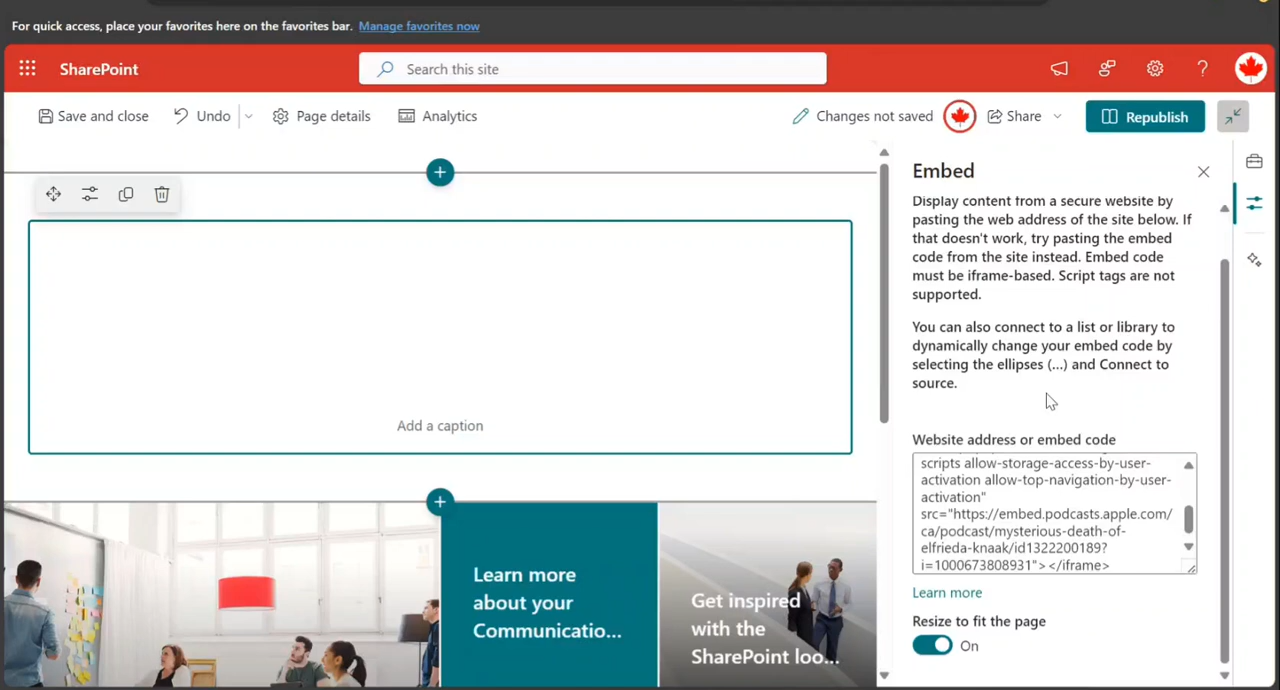 For quick access, place your favorites here on the favorites bar. Manage favorites now
SharePoint
Search this site
?
Save and close
Undo
Page details
Analytics
Changes not saved
Share
Republish
Embed
Display content from a secure website by
pasting the web address of the site below. If
that doesn't work, try pasting the embed
code from the site instead. Embed code
must be iframe-based. Script tags are not
supported.
You can also connect to a list or library to
dynamically change your embed code by
selecting the ellipses (...) and Connect to
source.
Website address or embed code
scripts allow-storage-access-by-user-
activation allow-top-navigation-by-user-
activation"
src="https://embed.podcasts.apple.com/
ca/podcast/mysterious-death-of-
elfrieda-knaak/id1322200189?
i=1000673808931"></iframe>
Learn more
Resize to fit the page
On
Add a caption
Learn more
about your
Communicatio...
Get inspired
with the
SharePoint loo...